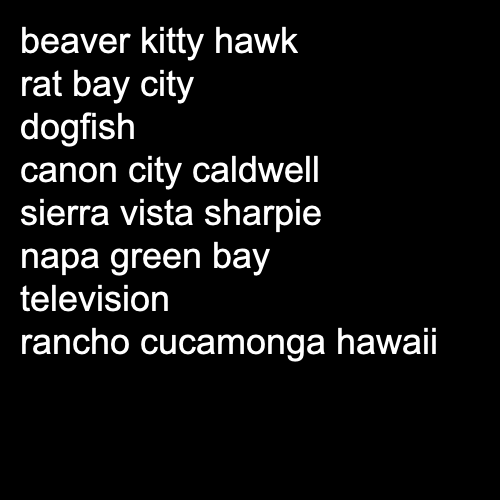 beaver kitty hawk
rat bay city
dogfish
canon city caldwell
sierra vista sharpie
napa green bay
television
rancho cucamonga hawaii